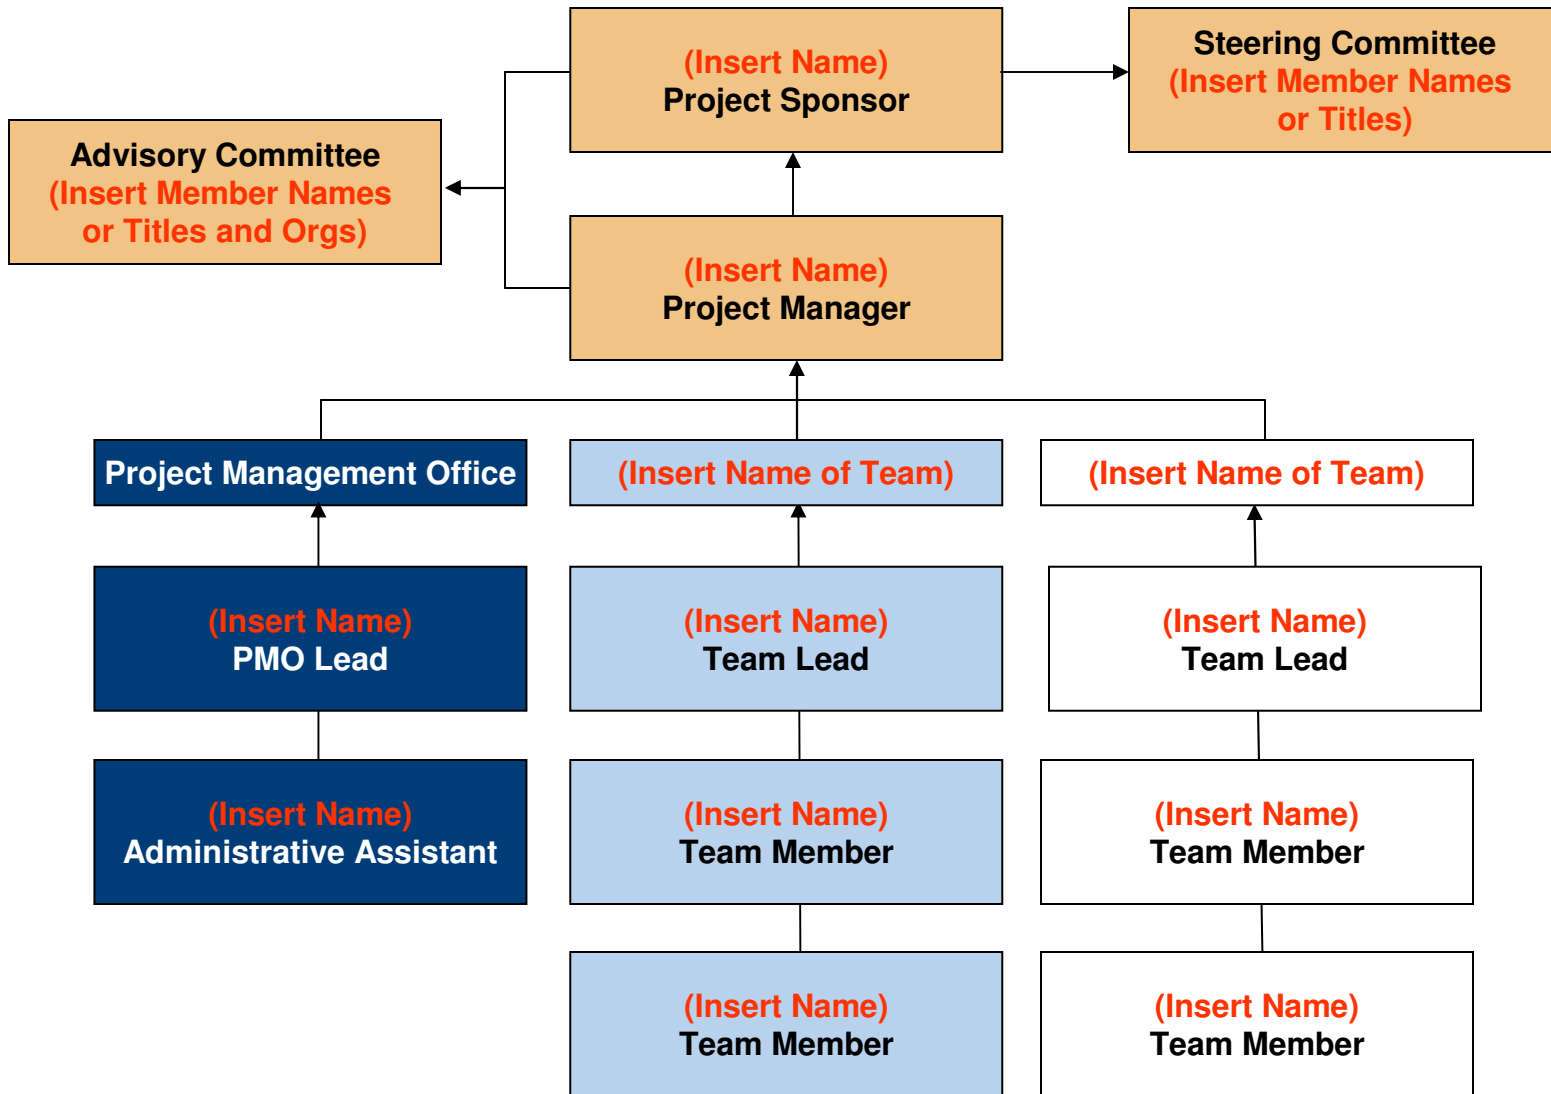 (Insert Name)
Project Sponsor
Steering Committee
(Insert Member Names
or Titles)
Advisory Committee
(Insert Member Names
or Titles and Orgs)
(Insert Name)
Project Manager
Project Management Office
(Insert Name of Team)
(Insert Name of Team)
(Insert Name)
PMO Lead
(Insert Name)
Team Lead
(Insert Name)
Team Lead
(Insert Name)
Administrative Assistant
(Insert Name)
Team Member
(Insert Name)
Team Member
(Insert Name)
Team Member
(Insert Name)
Team Member